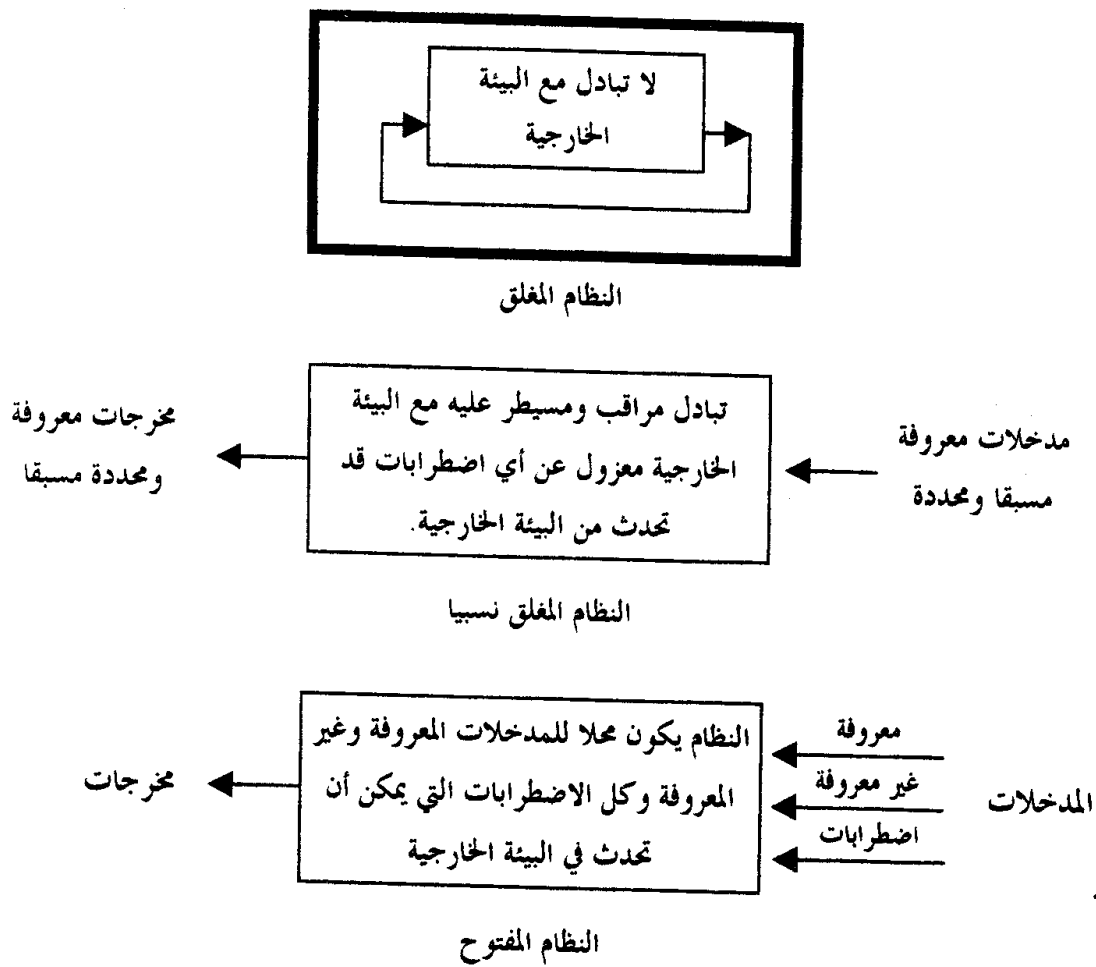 لا تبادل مع البيئة
الخارجية
النظام المغلق
مدخلات معروفة
مسبقا ومحددة
تبادل مراقب ومسيطر عليه مع البيئة
الخارجية معزول عن أي اضطرابات قد
تحدث من البيئة الخارجية.
مخرجات معروفة
ومحددة مسبقا
النظام المغلق نسبيا
المدخلات
معروفة
غير معروفة
اضطرابات
النظام يكون محلا للمدخلات المعروفة وغير
المعروفة وكل الاضطرابات التي يمكن أن
تحدث في البيئة الخارجية
مخرجات
النظام المفتوح